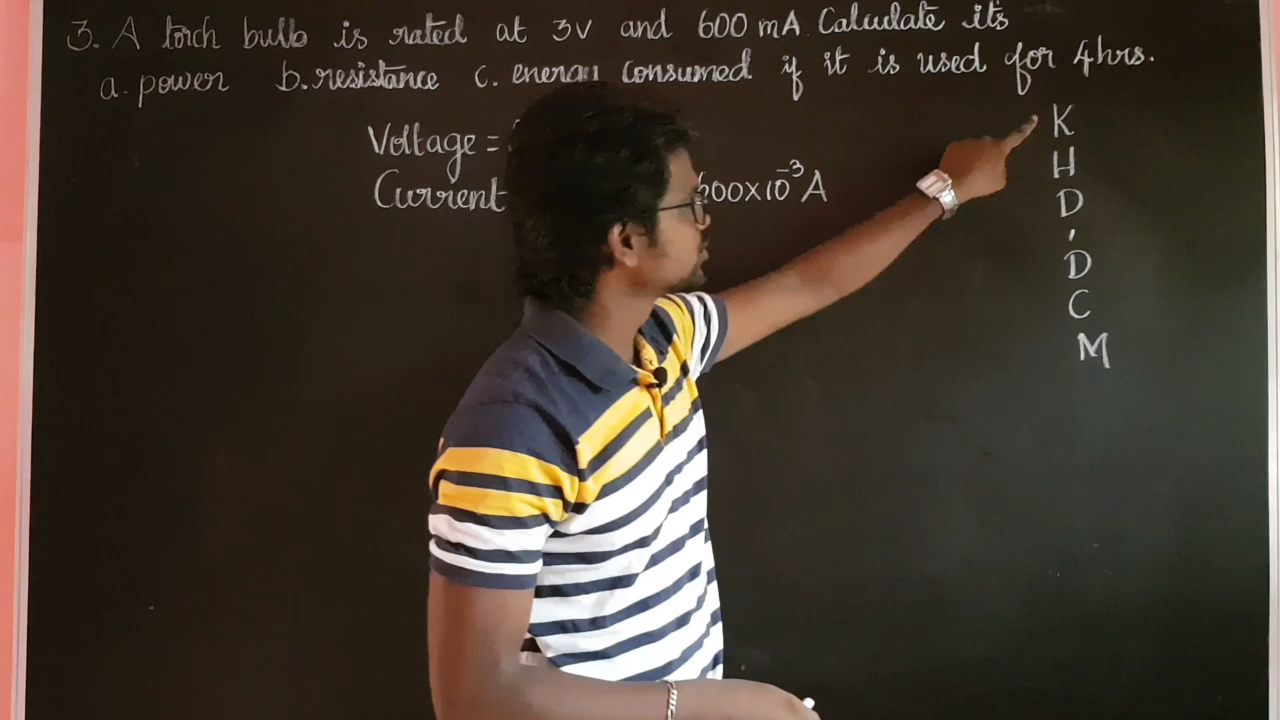 3. A torch bulb is rated at 3V and 600 mA. Calculate its
a. power b. resistance c. energy consumed if it is used for 4hrs.
Voltage =
Current 600x10⁻³A
K
H
D
,
D
C
M